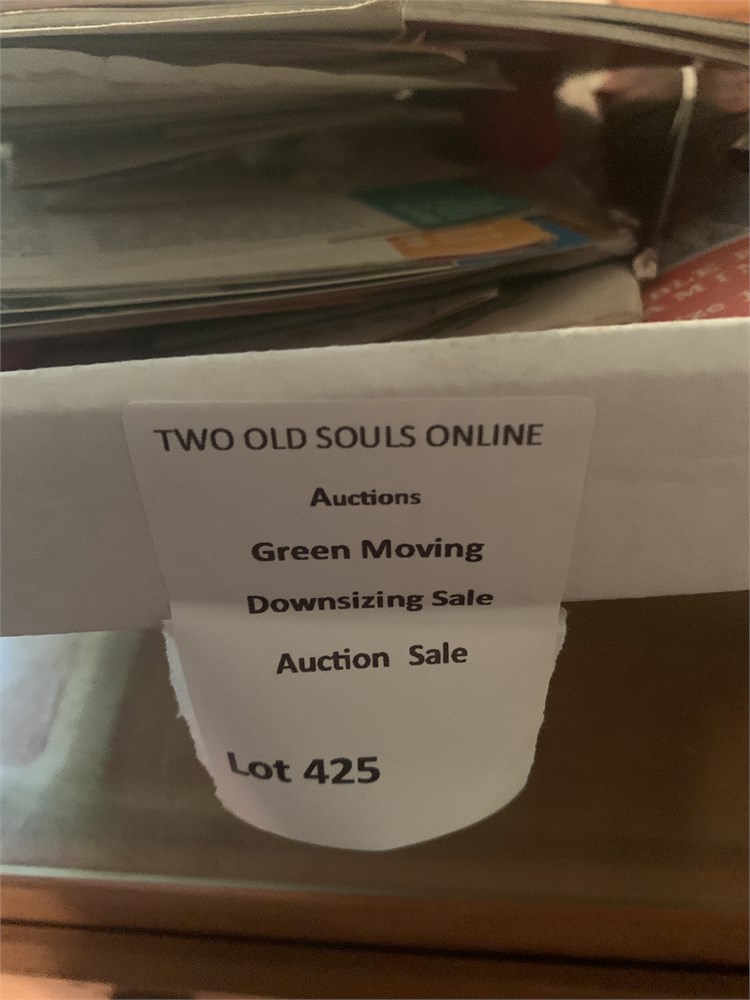 TWO OLD SOULS ONLINE
Auctions
Green Moving
Downsizing Sale
Auction Sale
Lot 425